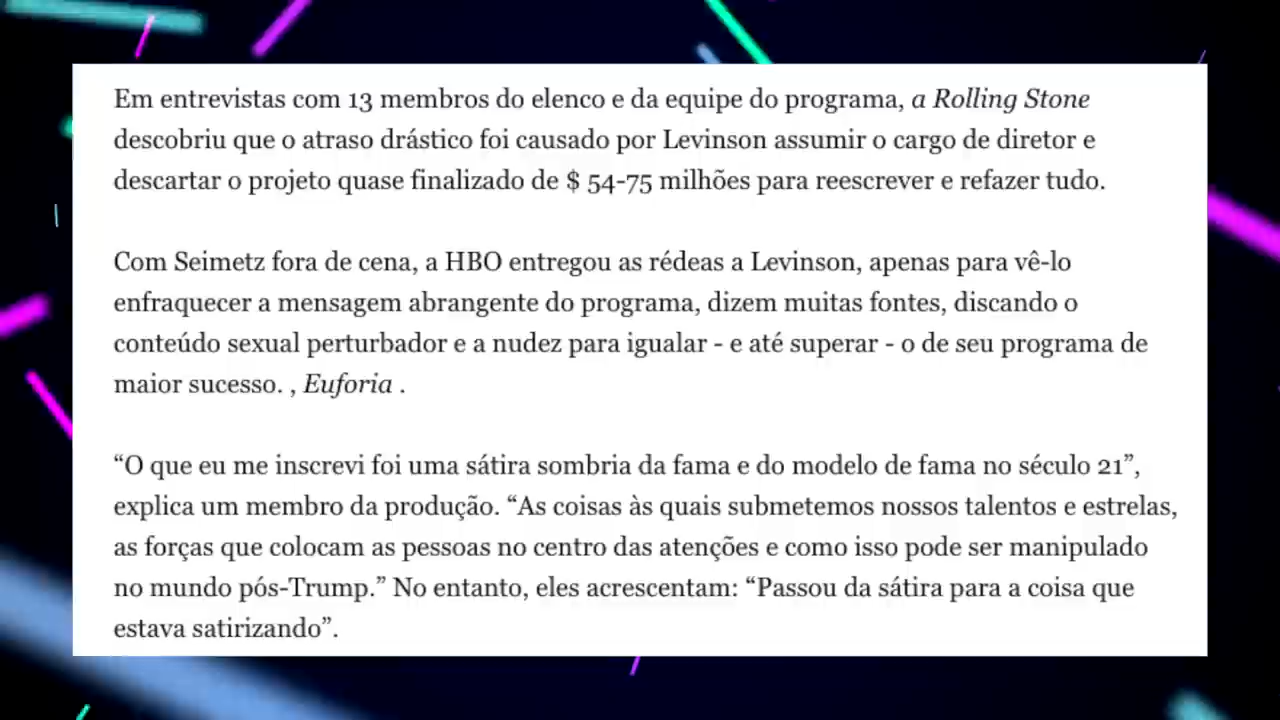 Em entrevistas com 13 membros do elenco e da equipe do programa, a Rolling Stone
descobriu que o atraso drástico foi causado por Levinson assumir o cargo de diretor e
descartar o projeto quase finalizado de $ 54-75 milhões para reescrever e refazer tudo.
Com Seimetz fora de cena, a HBO entregou as rédeas a Levinson, apenas para vê-lo
enfraquecer a mensagem abrangente do programa, dizem muitas fontes, discando o
conteúdo sexual perturbador e a nudez para igualar - e até superar - o de seu programa de
maior sucesso. , Euforia .
“O que eu me inscrevi foi uma sátira sombria da fama e do modelo de fama no século 21”,
explica um membro da produção. “As coisas às quais submetemos nossos talentos e estrelas,
as forças que colocam as pessoas no centro das atenções e como isso pode ser manipulado
no mundo pós-Trump.” No entanto, eles acrescentam: “Passou da sátira para a coisa que
estava satirizando”.